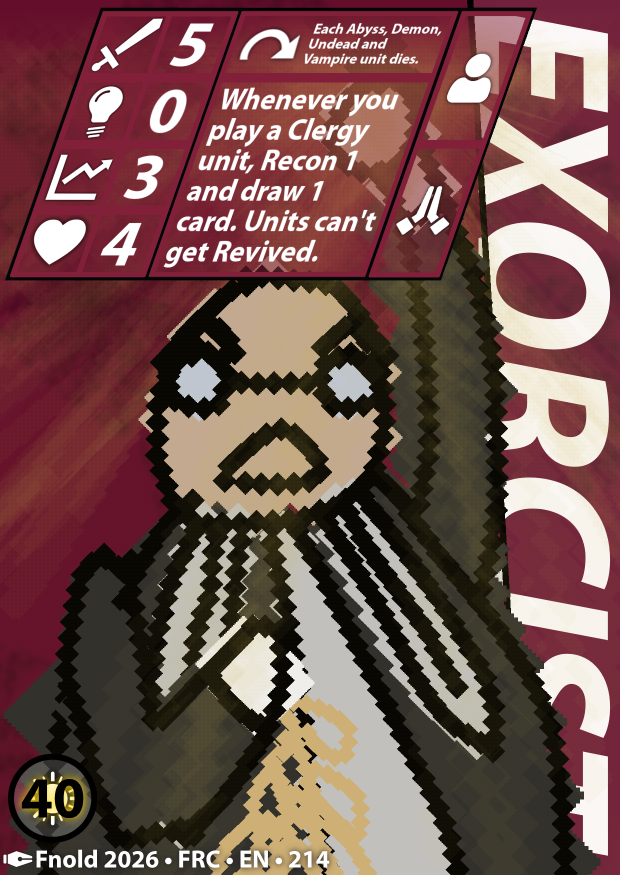 5
0
3
4
Each Abyss, Demon,
Undead and
Vampire unit dies.
Whenever you
play a Clergy
unit, Recon 1
and draw 1
card. Units can't
get Revived.
EXORCIST
40
Fnold 2026 • FRC • EN • 214